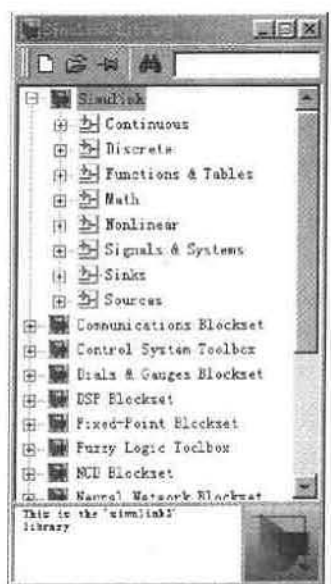 Simulink
Continuous
Discrete
Functions & Tables
Math
Nonlinear
Signals & Systems
Sinks
Sources
Communications Blockset
Control System Toolbox
Dials & Gauges Blockset
DSP Blockset
Fixed-Point Blockset
Fuzzy Logic Toolbox
NCD Blockset
Neural Network Blockset
This is the 'simulink3'
library